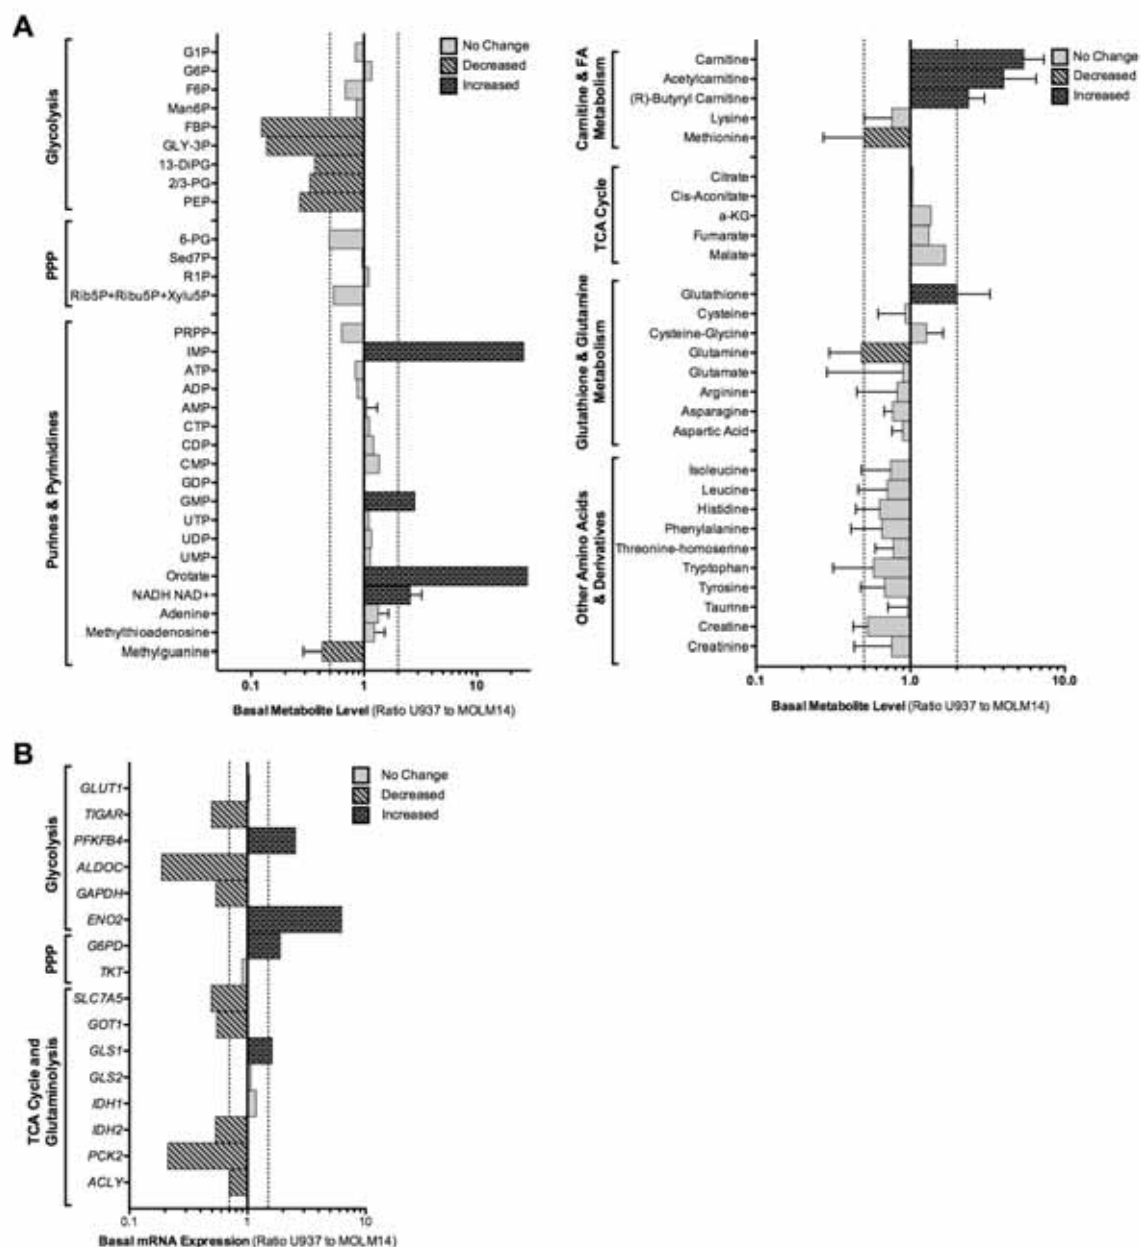 A
Glycolysis
G1P
G6P
F6P
Man6P
FBP
GLY-3P
13-DiPG
2/3-PG
PEP
PPP
6-PG
Sed7P
R1P
Rib5P+Ribu5P+Xylu5P
Purines & Pyrimidines
PRPP
IMP
ATP
ADP
AMP
CTP
CDP
CMP
GDP
GMP
UTP
UDP
UMP
Orotate
NADH NAD+
Adenine
Methylthioadenosine
Methylguanine
No Change
Decreased
Increased
0.1
1
10
Basal Metabolite Level (Ratio U937 to MOLM14)
Carnitine & FA
Metabolism
Carnitine
Acetylcarnitine
(R)-Butyryl Carnitine
Lysine
Methionine
TCA Cycle
Citrate
Cis-Aconitate
a-KG
Fumarate
Malate
Glutathione & Glutamine
Metabolism
Glutathione
Cysteine
Cysteine-Glycine
Glutamine
Glutamate
Arginine
Asparagine
Aspartic Acid
Other Amino Acids
& Derivatives
Isoleucine
Leucine
Histidine
Phenylalanine
Threonine-homoserine
Tryptophan
Tyrosine
Taurine
Creatine
Creatinine
No Change
Decreased
Increased
0.1
1.0
10.0
Basal Metabolite Level (Ratio U937 to MOLM14)
B
Glycolysis
GLUT1
TIGAR
PFKFB4
ALDOC
GAPDH
ENO2
PPP
G6PD
TKT
TCA Cycle and
Glutaminolysis
SLC7A5
GOT1
GLS1
GLS2
IDH1
IDH2
PCK2
ACLY
No Change
Decreased
Increased
0.1
1
10
Basal mRNA Expression (Ratio U937 to MOLM14)